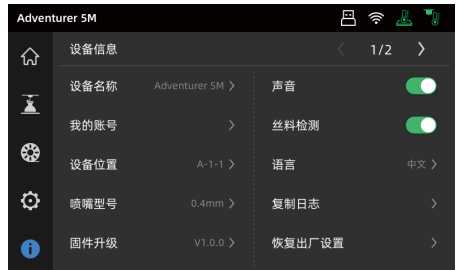 Adventurer 5M
设备信息
1/2
设备名称 Adventurer 5M
声音
我的账号
丝料检测
设备位置 A-1-1
语言 中文
喷嘴型号 0.4mm
复制日志
固件升级 V1.0.0
恢复出厂设置